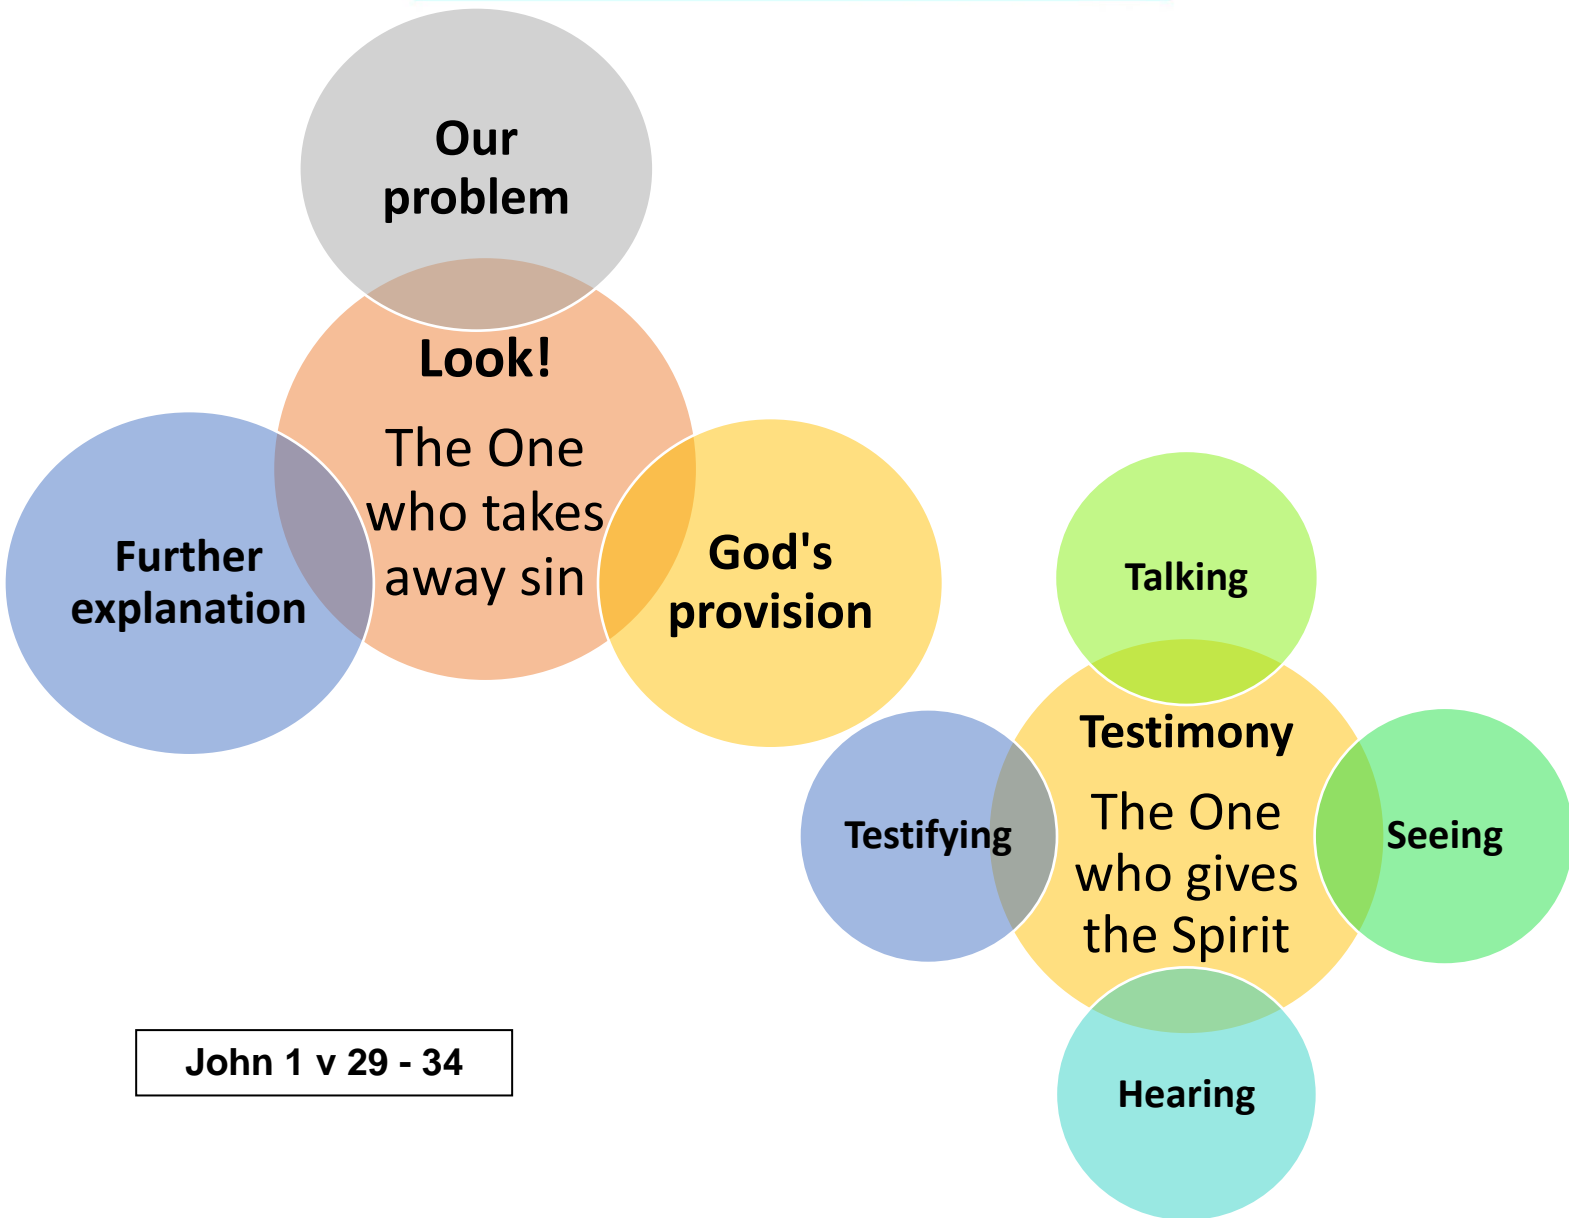 Our
problem
Look!
The One
who takes
away sin
Further
explanation
God's
provision
Talking
Testimony
The One
who gives
the Spirit
Testifying
Seeing
Hearing
John 1 v 29 - 34